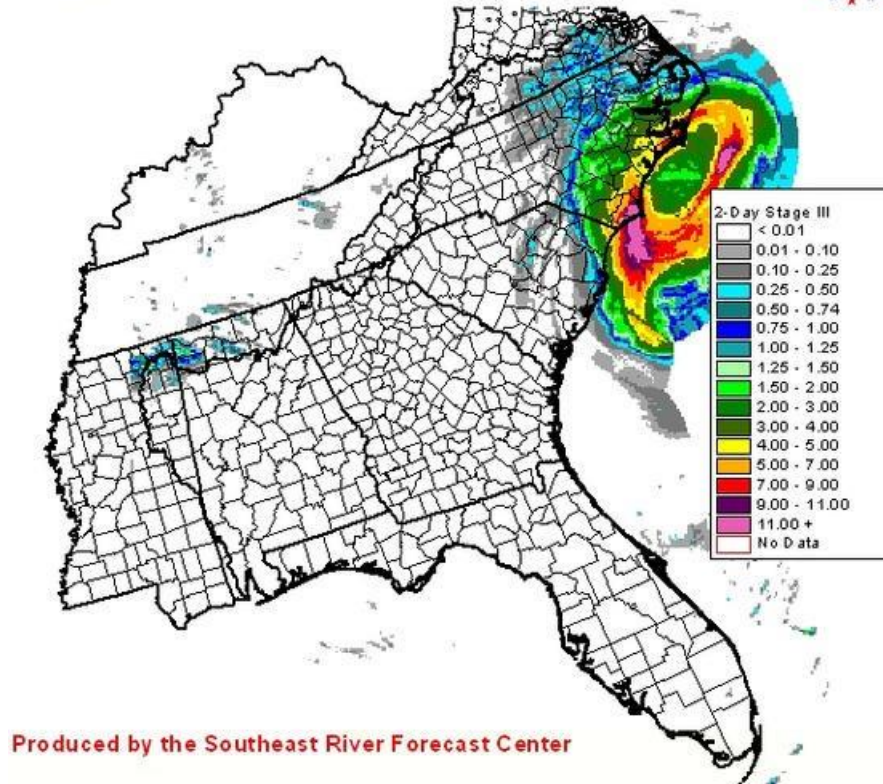 2-Day Stage III
< 0.01
0.01 - 0.10
0.10 - 0.25
0.25 - 0.50
0.50 - 0.74
0.75 - 1.00
1.00 - 1.25
1.25 - 1.50
1.50 - 2.00
2.00 - 3.00
3.00 - 4.00
4.00 - 5.00
5.00 - 7.00
7.00 - 9.00
9.00 - 11.00
11.00 +
No Data
Produced by the Southeast River Forecast Center